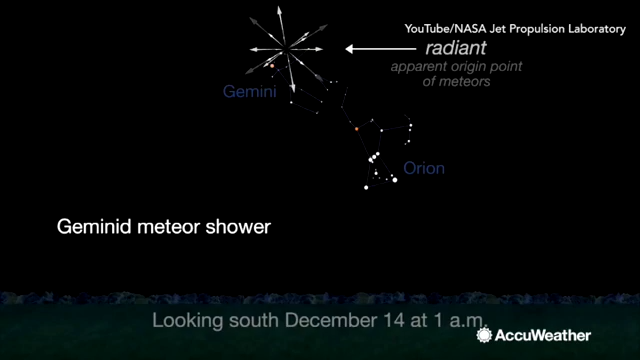 YouTube/NASA Jet Propulsion Laboratory
radiant
apparent origin point
of meteors
Gemini
Orion
Geminid meteor shower
Looking south December 14 at 1 a.m.
AccuWeather